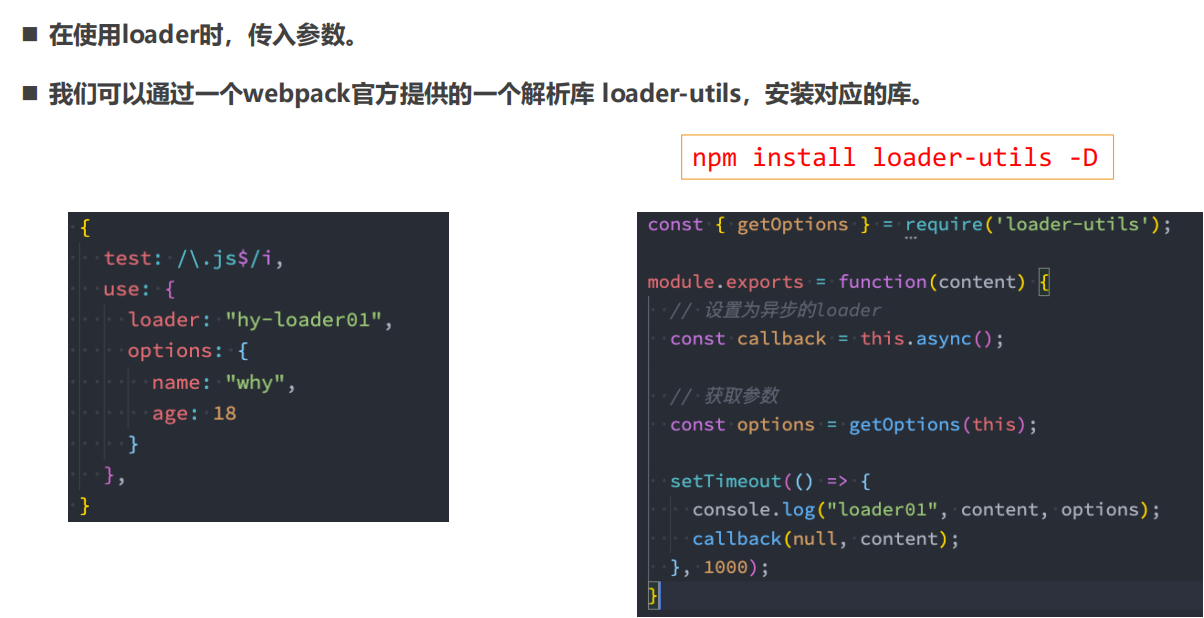 ■ 在使用loader时，传入参数。
■ 我们可以通过一个webpack官方提供的一个解析库 loader-utils，安装对应的库。
npm install loader-utils -D
{
  test: /\.js$/i,
  use: {
    loader: "hy-loader01",
    options: {
      name: "why",
      age: 18
    }
  },
}
const { getOptions } = require('loader-utils');

module.exports = function(content) {
  // 设置为异步的loader
  const callback = this.async();

  // 获取参数
  const options = getOptions(this);

  setTimeout(() => {
    console.log("loader01", content, options);
    callback(null, content);
  }, 1000);
}